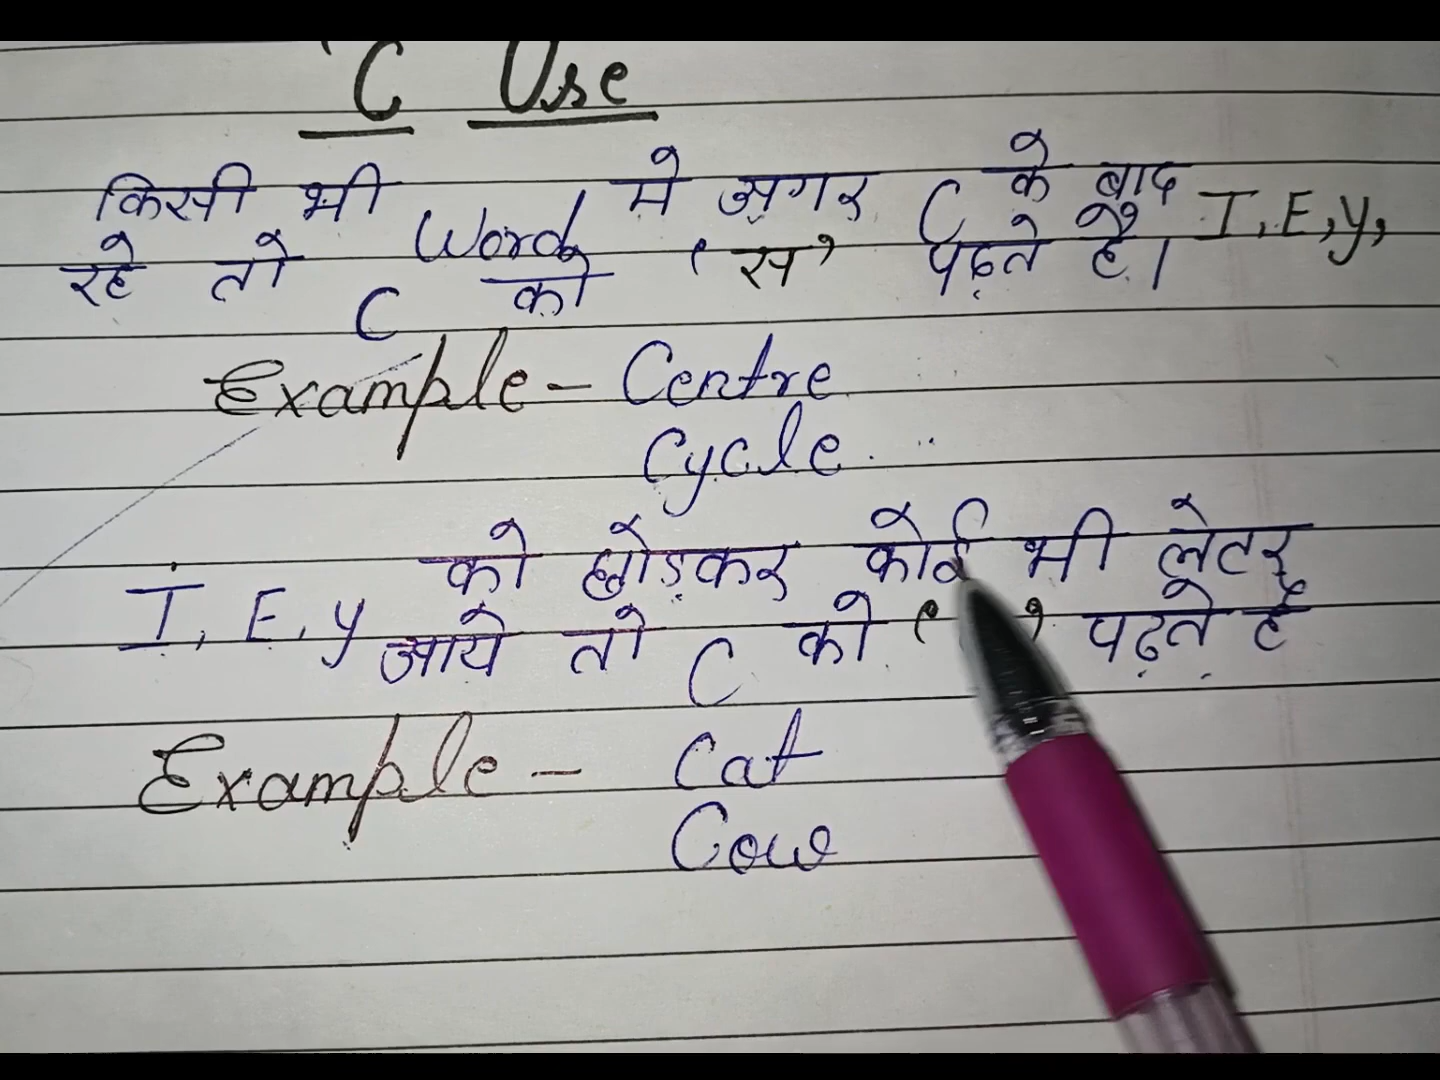 'C Use
किसी भी Word मे अगर C के बाद I, E, y,
रहे तो C को 'स' पढ़ते है।
Example - Centre
Cycle
I, E, y को छोड़कर कोई भी लेटर
आये तो C को ' ' पढ़ते है
Example - Cat
Cow